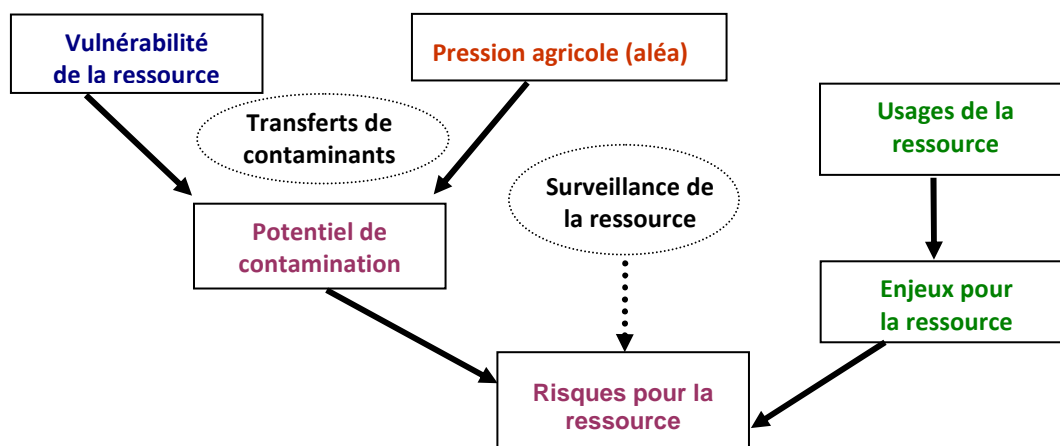 Vulnérabilité
de la ressource
Pression agricole (aléa)
Transferts de
contaminants
Usages de la
ressource
Surveillance de
la ressource
Potentiel de
contamination
Enjeux pour
la ressource
Risques pour la
ressource